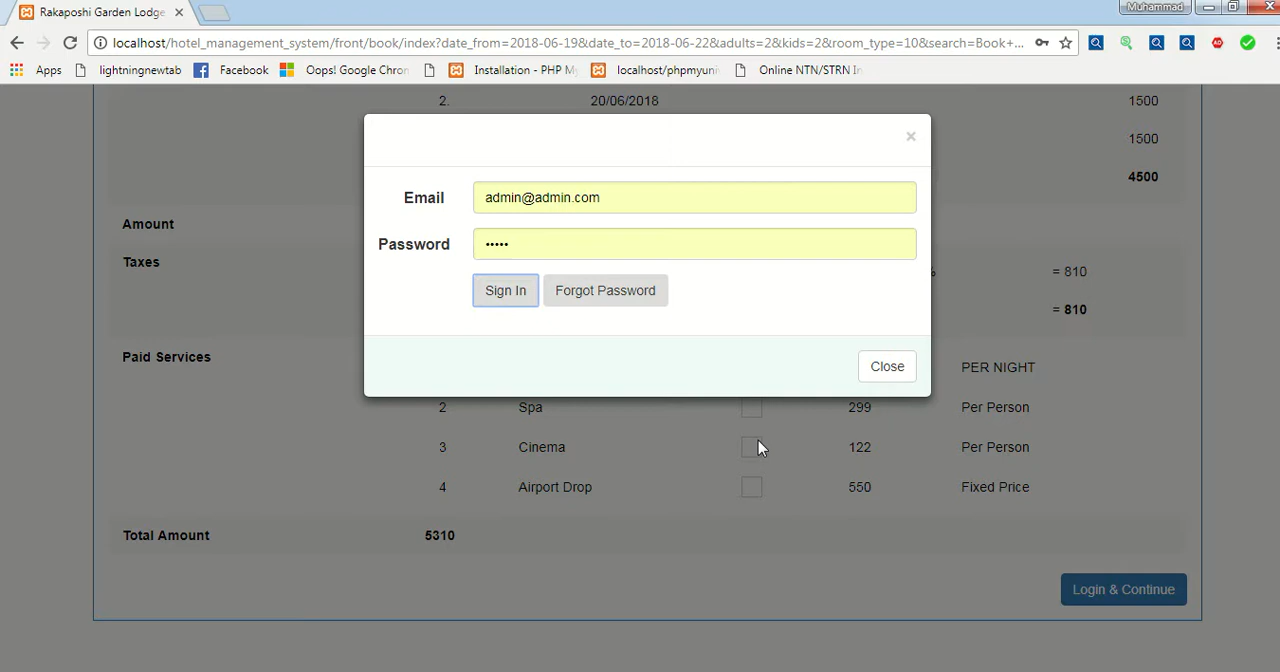 Rakaposhi Garden Lodge
Muhammad
localhost/hotel_management_system/front/book/index?date_from=2018-06-19&date_to=2018-06-22&adults=2&kids=2&room_type=10&search=Book+...
Apps lightningnewtab Facebook Oops! Google Chron Installation - PHP My localhost/phpmyuni Online NTN/STRN In
2. 20/06/2018 1500
1500
4500
×
Email admin@admin.com
Password •••••
Sign In Forgot Password
Close
Amount
Taxes % = 810
= 810
Paid Services PER NIGHT
2 Spa 299 Per Person
3 Cinema 122 Per Person
4 Airport Drop 550 Fixed Price
Total Amount 5310
Login & Continue